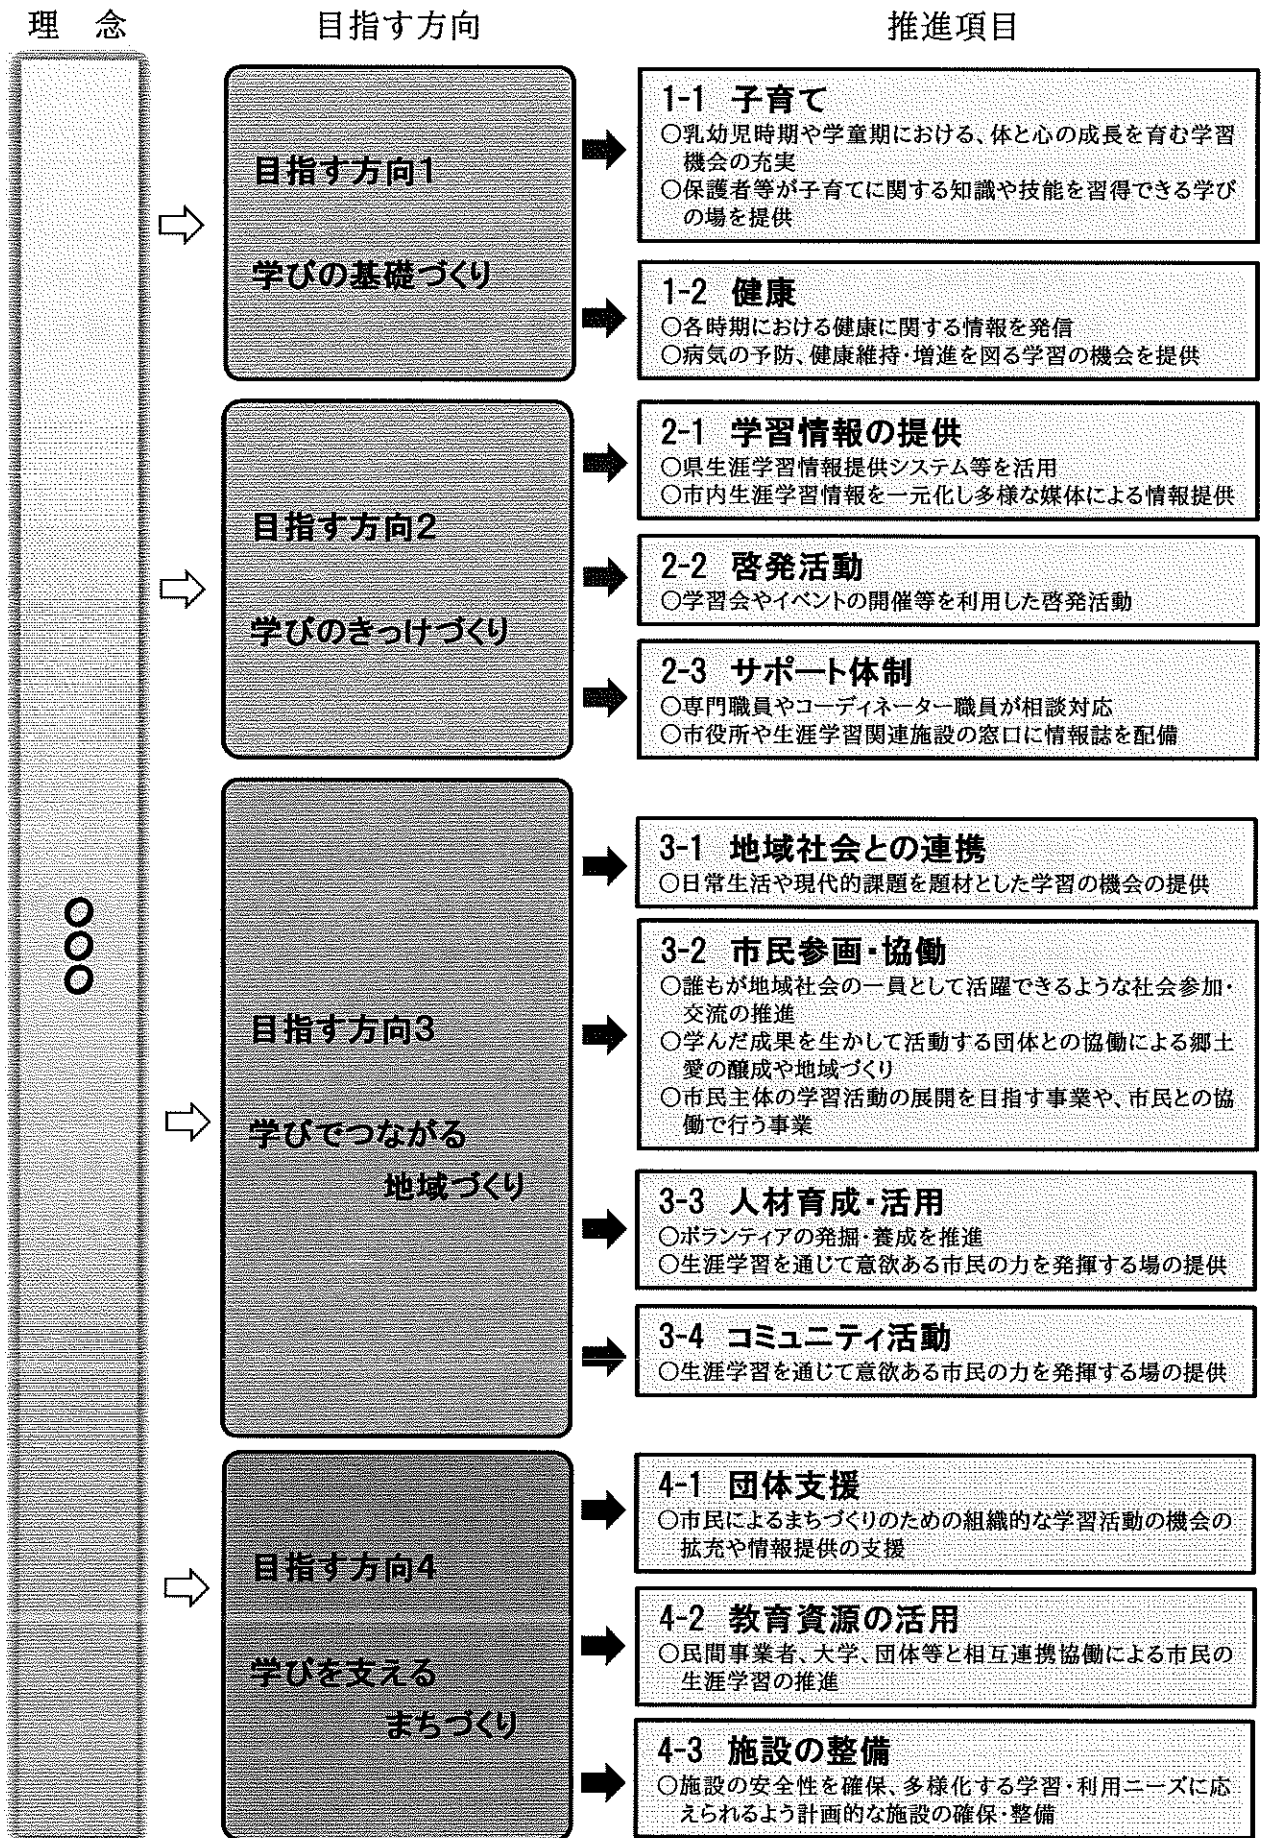 理 念
目指す方向
推進項目
○
○
○
目指す方向1
学びの基礎づくり
1-1 子育て
○乳幼児時期や学童期における、体と心の成長を育む学習
機会の充実
○保護者等が子育てに関する知識や技能を習得できる学び
の場を提供
1-2 健康
○各時期における健康に関する情報を発信
○病気の予防、健康維持・増進を図る学習の機会を提供
目指す方向2
学びのきっけづくり
2-1 学習情報の提供
○県生涯学習情報提供システム等を活用
○市内生涯学習情報を一元化し多様な媒体による情報提供
2-2 啓発活動
○学習会やイベントの開催等を利用した啓発活動
2-3 サポート体制
○専門職員やコーディネーター職員が相談対応
○市役所や生涯学習関連施設の窓口に情報誌を配備
目指す方向3
学びでつながる
地域づくり
3-1 地域社会との連携
○日常生活や現代的課題を題材とした学習の機会の提供
3-2 市民参画・協働
○誰もが地域社会の一員として活躍できるような社会参加・
交流の推進
○学んだ成果を生かして活動する団体との協働による郷土
愛の醸成や地域づくり
○市民主体の学習活動の展開を目指す事業や、市民との協
働で行う事業
3-3 人材育成・活用
○ボランティアの発掘・養成を推進
○生涯学習を通じて意欲ある市民の力を発揮する場の提供
3-4 コミュニティ活動
○生涯学習を通じて意欲ある市民の力を発揮する場の提供
目指す方向4
学びを支える
まちづくり
4-1 団体支援
○市民によるまちづくりのための組織的な学習活動の機会の
拡充や情報提供の支援
4-2 教育資源の活用
○民間事業者、大学、団体等と相互連携協働による市民の
生涯学習の推進
4-3 施設の整備
○施設の安全性を確保、多様化する学習・利用ニーズに応
えられるよう計画的な施設の確保・整備